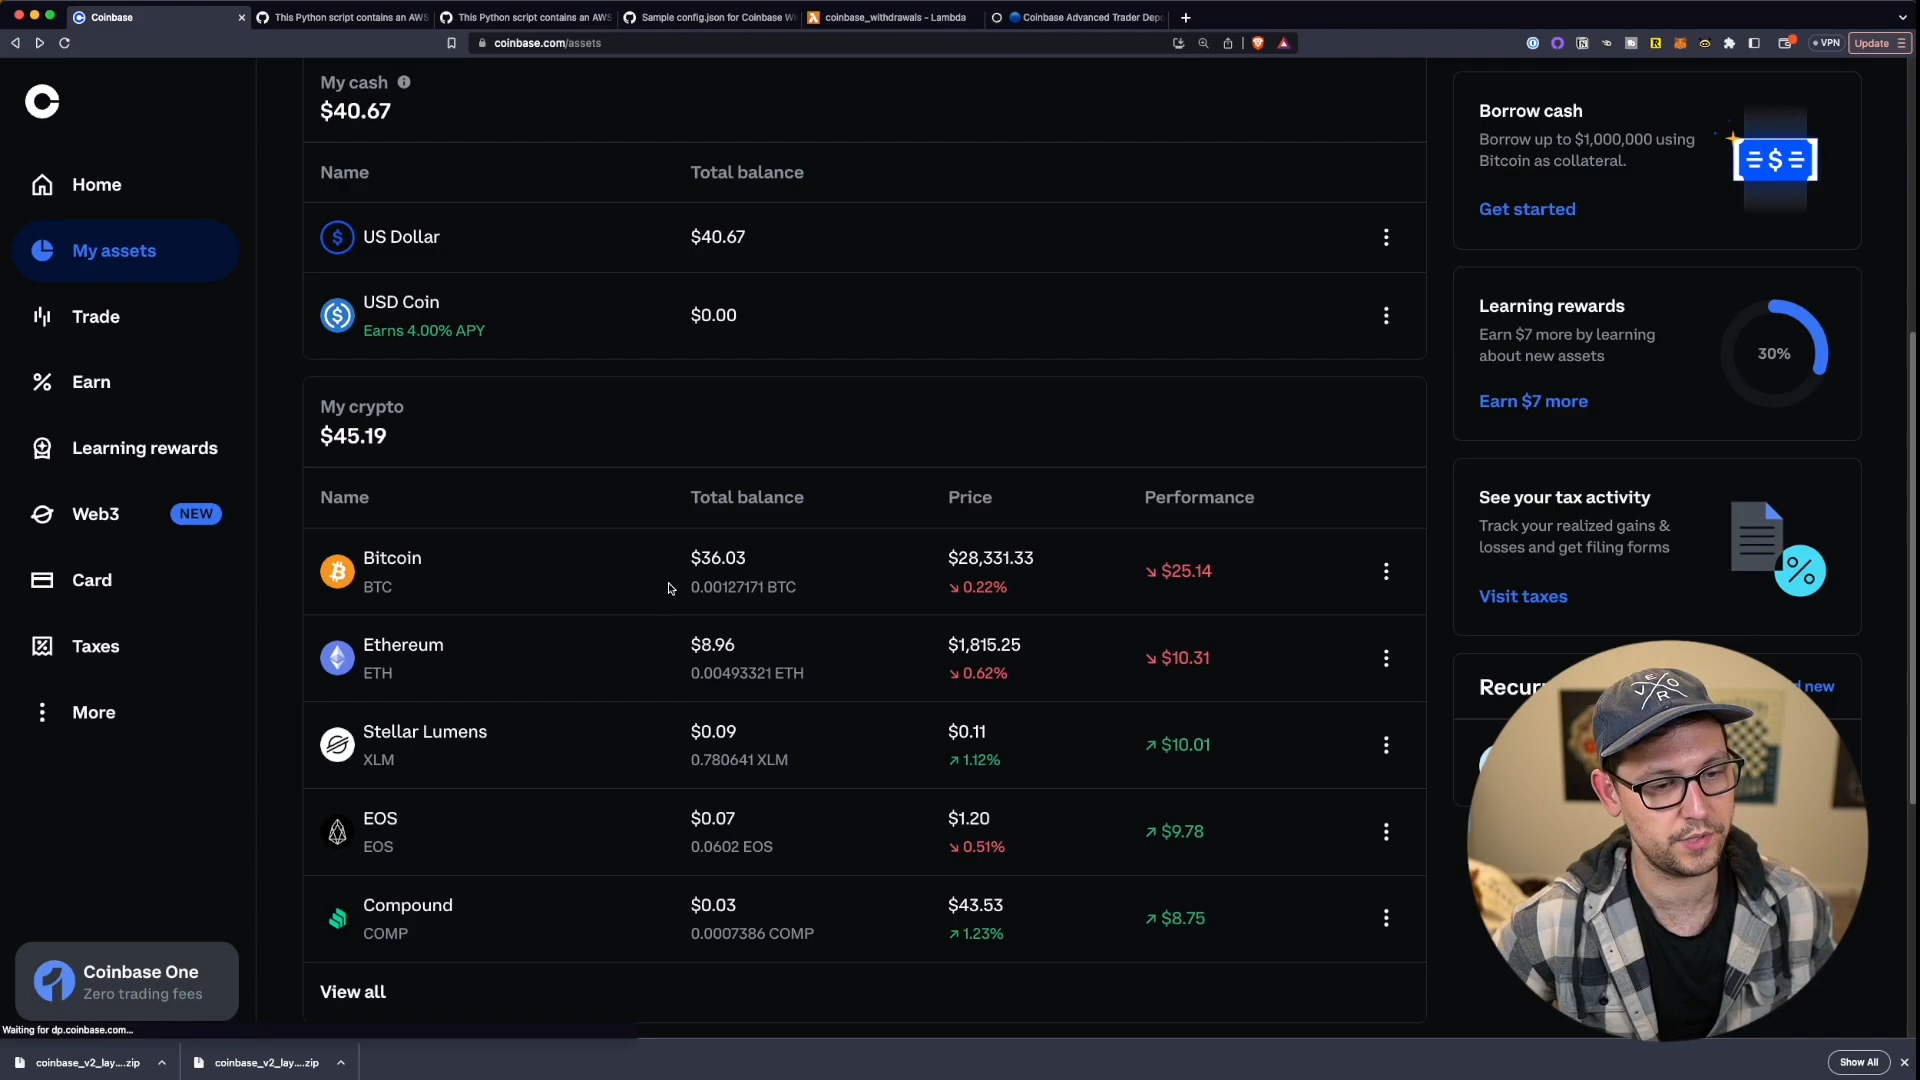 Coinbase
This Python script contains an AWS
This Python script contains an AWS
Sample config.json for Coinbase Wi
coinbase_withdrawals - Lambda
Coinbase Advanced Trader Depo
coinbase.com/assets
VPN
Update
Home
My assets
Trade
Earn
Learning rewards
Web3
NEW
Card
Taxes
More
Coinbase One
Zero trading fees
Waiting for dp.coinbase.com...
My cash
$40.67
Name
Total balance
US Dollar
$40.67
USD Coin
Earns 4.00% APY
$0.00
My crypto
$45.19
Name
Total balance
Price
Performance
Bitcoin
BTC
$36.03
0.00127171 BTC
$28,331.33
↘ 0.22%
↘ $25.14
Ethereum
ETH
$8.96
0.00493321 ETH
$1,815.25
↘ 0.62%
↘ $10.31
Stellar Lumens
XLM
$0.09
0.780641 XLM
$0.11
↗ 1.12%
↗ $10.01
EOS
EOS
$0.07
0.0602 EOS
$1.20
↘ 0.51%
↗ $9.78
Compound
COMP
$0.03
0.0007386 COMP
$43.53
↗ 1.23%
↗ $8.75
View all
Borrow cash
Borrow up to $1,000,000 using
Bitcoin as collateral.
Get started
Learning rewards
Earn $7 more by learning
about new assets
30%
Earn $7 more
See your tax activity
Track your realized gains &
losses and get filing forms
Visit taxes
Recur
d new
coinbase_v2_lay....zip
coinbase_v2_lay....zip
Show All